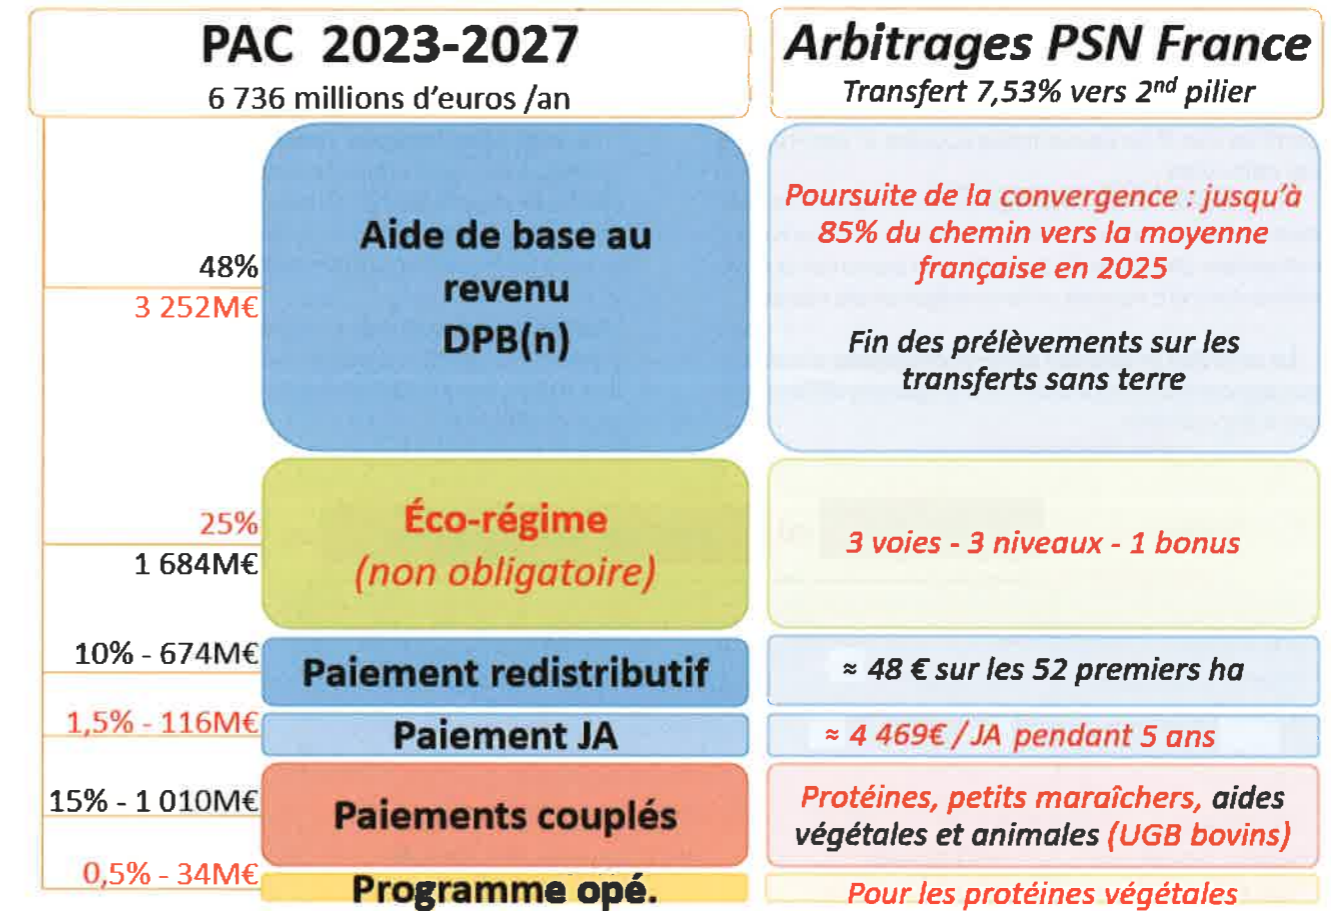 PAC 2023-2027
6 736 millions d'euros /an
Arbitrages PSN France
Transfert 7,53% vers 2nd pilier
48%
3 252M€
Aide de base au
revenu
DPB(n)
Poursuite de la convergence : jusqu'à
85% du chemin vers la moyenne
française en 2025
Fin des prélèvements sur les
transferts sans terre
25%
1 684M€
Éco-régime
(non obligatoire)
3 voies - 3 niveaux - 1 bonus
10% - 674M€
Paiement redistributif
≈ 48 € sur les 52 premiers ha
1,5% - 116M€
Paiement JA
≈ 4 469€ / JA pendant 5 ans
15% - 1 010M€
Paiements couplés
Protéines, petits maraîchers, aides
végétales et animales (UGB bovins)
0,5% - 34M€
Programme opé.
Pour les protéines végétales